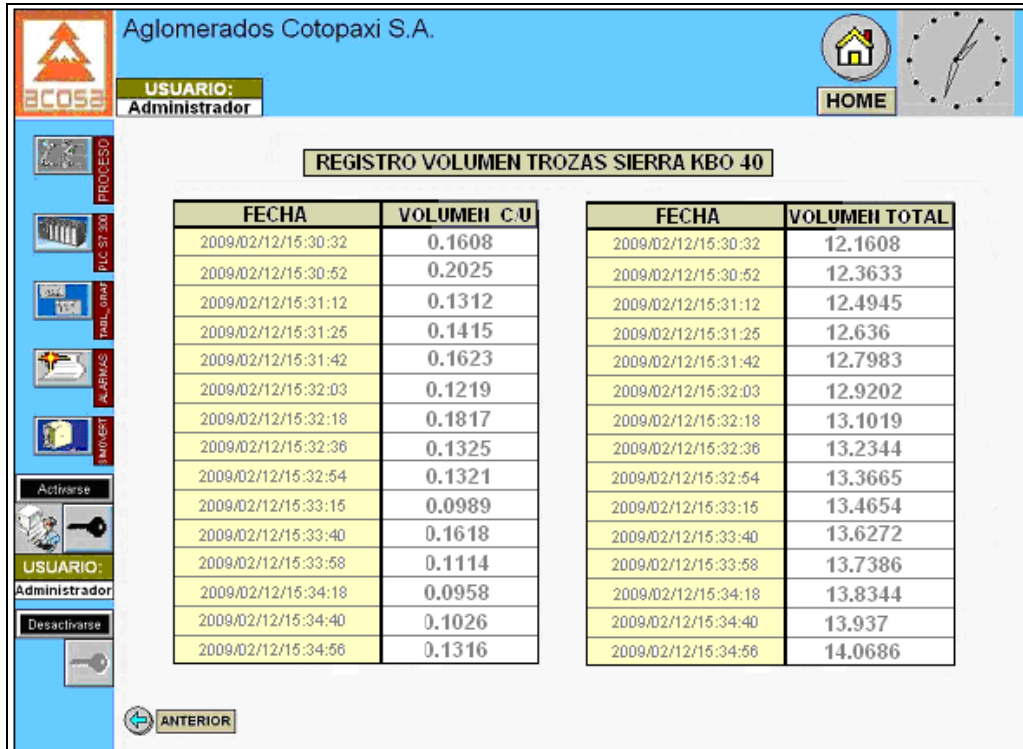 Aglomerados Cotopaxi S.A.
acosa
USUARIO:
Administrador
HOME
PROCESO
PLC S7 300
TABL_GRAF
ALARMAS
SIMOVERT
Activarse
USUARIO:
Administrador
Desactivarse
REGISTRO VOLUMEN TROZAS SIERRA KBO 40
FECHA VOLUMEN C/U
2009/02/12/15:30:32 0.1608
2009/02/12/15:30:52 0.2025
2009/02/12/15:31:12 0.1312
2009/02/12/15:31:25 0.1415
2009/02/12/15:31:42 0.1623
2009/02/12/15:32:03 0.1219
2009/02/12/15:32:18 0.1817
2009/02/12/15:32:36 0.1325
2009/02/12/15:32:54 0.1321
2009/02/12/15:33:15 0.0989
2009/02/12/15:33:40 0.1618
2009/02/12/15:33:58 0.1114
2009/02/12/15:34:18 0.0958
2009/02/12/15:34:40 0.1026
2009/02/12/15:34:56 0.1316
FECHA VOLUMEN TOTAL
2009/02/12/15:30:32 12.1608
2009/02/12/15:30:52 12.3633
2009/02/12/15:31:12 12.4945
2009/02/12/15:31:25 12.636
2009/02/12/15:31:42 12.7983
2009/02/12/15:32:03 12.9202
2009/02/12/15:32:18 13.1019
2009/02/12/15:32:36 13.2344
2009/02/12/15:32:54 13.3665
2009/02/12/15:33:15 13.4654
2009/02/12/15:33:40 13.6272
2009/02/12/15:33:58 13.7386
2009/02/12/15:34:18 13.8344
2009/02/12/15:34:40 13.937
2009/02/12/15:34:56 14.0686
ANTERIOR